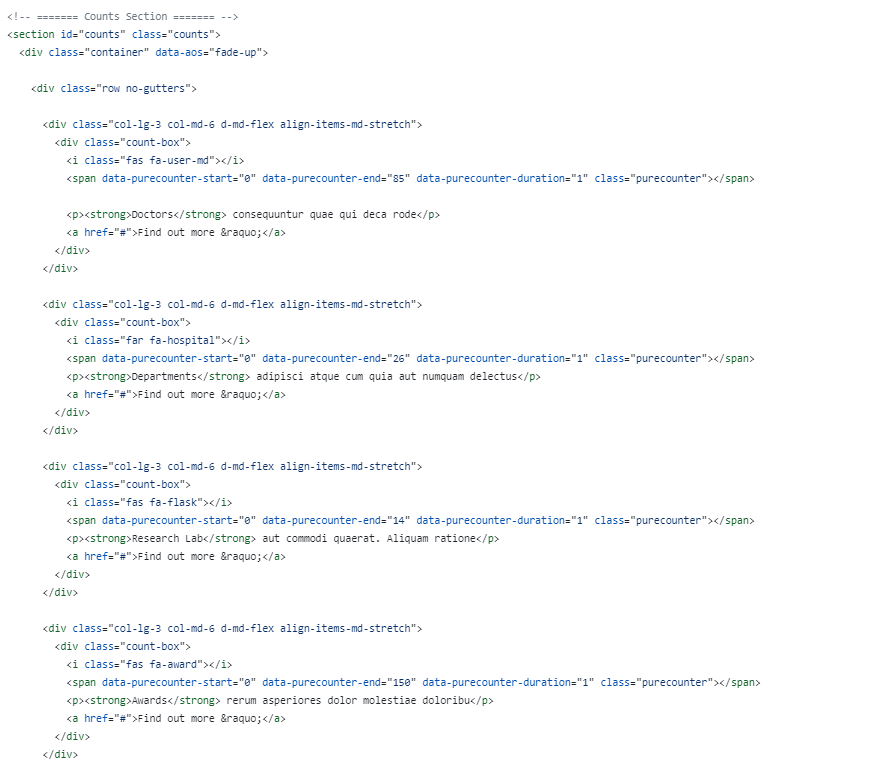 <!-- ======= Counts Section ======= -->
<section id="counts" class="counts">
<div class="container" data-aos="fade-up">
<div class="row no-gutters">
<div class="col-lg-3 col-md-6 d-md-flex align-items-md-stretch">
<div class="count-box">
<i class="fas fa-user-md"></i>
<span data-purecounter-start="0" data-purecounter-end="85" data-purecounter-duration="1" class="purecounter"></span>
<p><strong>Doctors</strong> consequuntur quae qui deca rode</p>
<a href="#">Find out more &raquo;</a>
</div>
</div>
<div class="col-lg-3 col-md-6 d-md-flex align-items-md-stretch">
<div class="count-box">
<i class="far fa-hospital"></i>
<span data-purecounter-start="0" data-purecounter-end="26" data-purecounter-duration="1" class="purecounter"></span>
<p><strong>Departments</strong> adipisci atque cum quia aut numquam delectus</p>
<a href="#">Find out more &raquo;</a>
</div>
</div>
<div class="col-lg-3 col-md-6 d-md-flex align-items-md-stretch">
<div class="count-box">
<i class="fas fa-flask"></i>
<span data-purecounter-start="0" data-purecounter-end="14" data-purecounter-duration="1" class="purecounter"></span>
<p><strong>Research Lab</strong> aut commodi quaerat. Aliquam ratione</p>
<a href="#">Find out more &raquo;</a>
</div>
</div>
<div class="col-lg-3 col-md-6 d-md-flex align-items-md-stretch">
<div class="count-box">
<i class="fas fa-award"></i>
<span data-purecounter-start="0" data-purecounter-end="150" data-purecounter-duration="1" class="purecounter"></span>
<p><strong>Awards</strong> rerum asperiores dolor molestiae doloribu</p>
<a href="#">Find out more &raquo;</a>
</div>
</div>